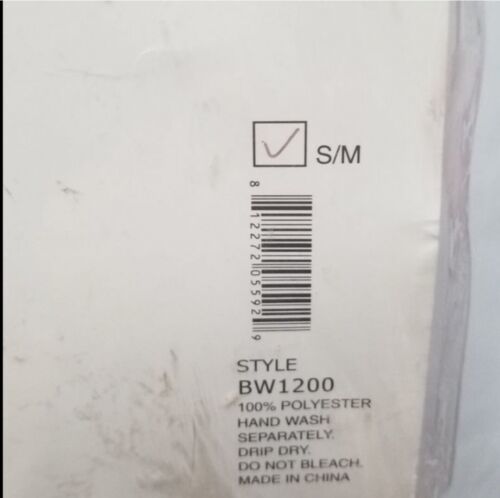 S/M
8 12272 05592 9
STYLE
BW1200
100% POLYESTER
HAND WASH
SEPARATELY.
DRIP DRY.
DO NOT BLEACH.
MADE IN CHINA